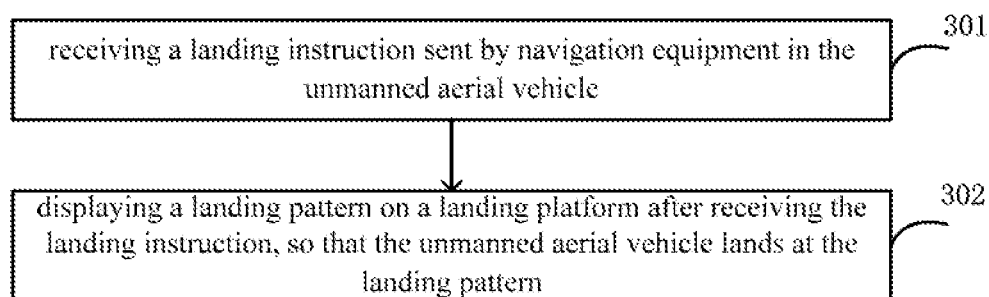 receiving a landing instruction sent by navigation equipment in the
unmanned aerial vehicle
301
displaying a landing pattern on a landing platform after receiving the
landing instruction, so that the unmanned aerial vehicle lands at the
landing pattern
302